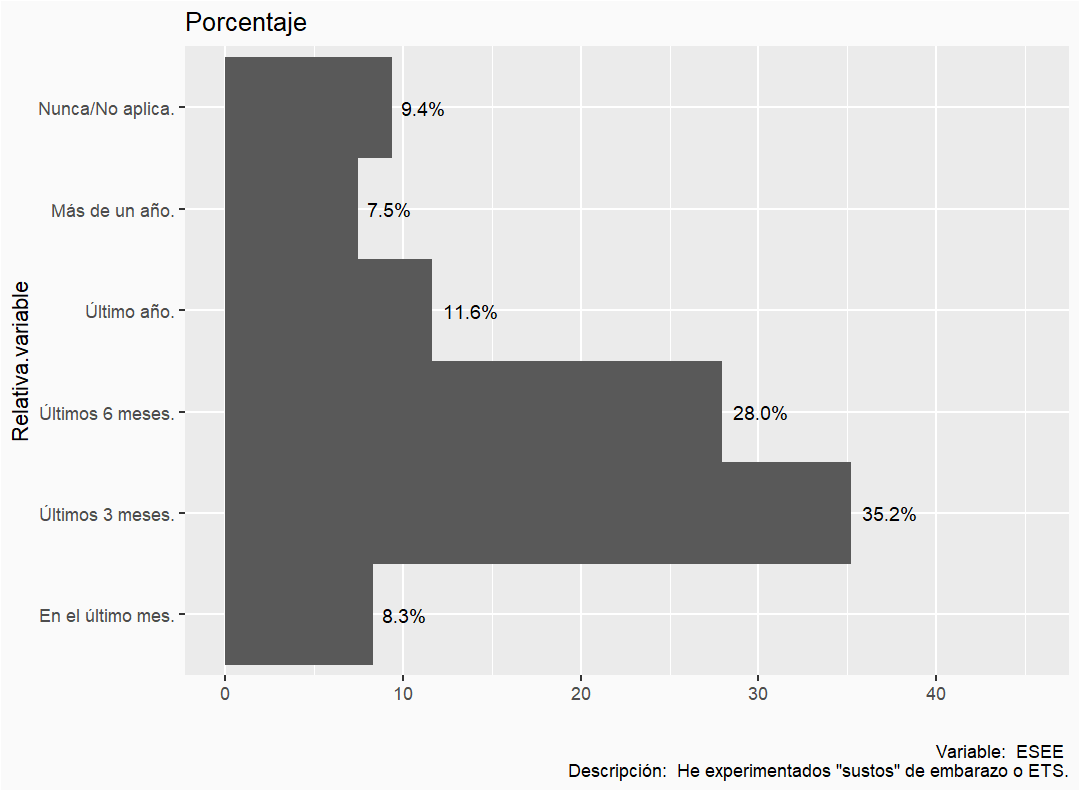 Porcentaje
Relativa.variable
Nunca/No aplica.
9.4%
Más de un año.
7.5%
Último año.
11.6%
Últimos 6 meses.
28.0%
Últimos 3 meses.
35.2%
En el último mes.
8.3%
0 10 20 30 40
Variable:  ESEE
Descripción:  He experimentados "sustos" de embarazo o ETS.